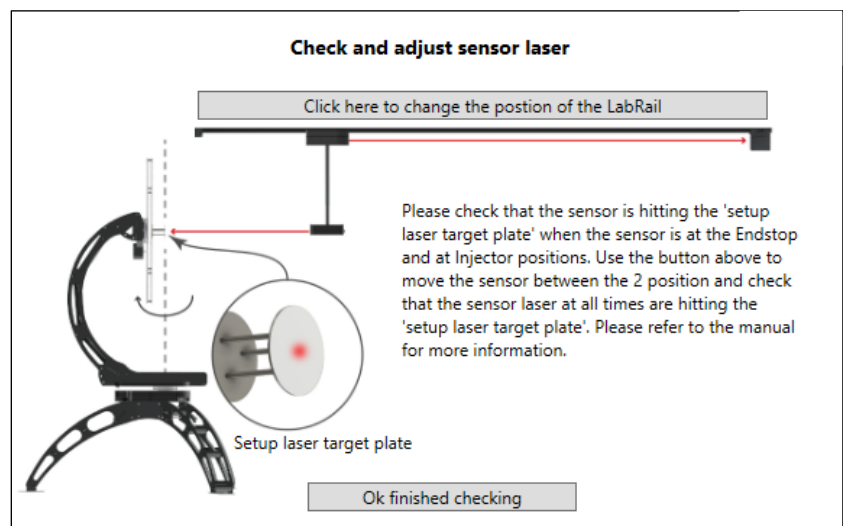 Check and adjust sensor laser
Click here to change the postion of the LabRail
Please check that the sensor is hitting the 'setup
laser target plate' when the sensor is at the Endstop
and at Injector positions. Use the button above to
move the sensor between the 2 position and check
that the sensor laser at all times are hitting the
'setup laser target plate'. Please refer to the manual
for more information.
Setup laser target plate
Ok finished checking